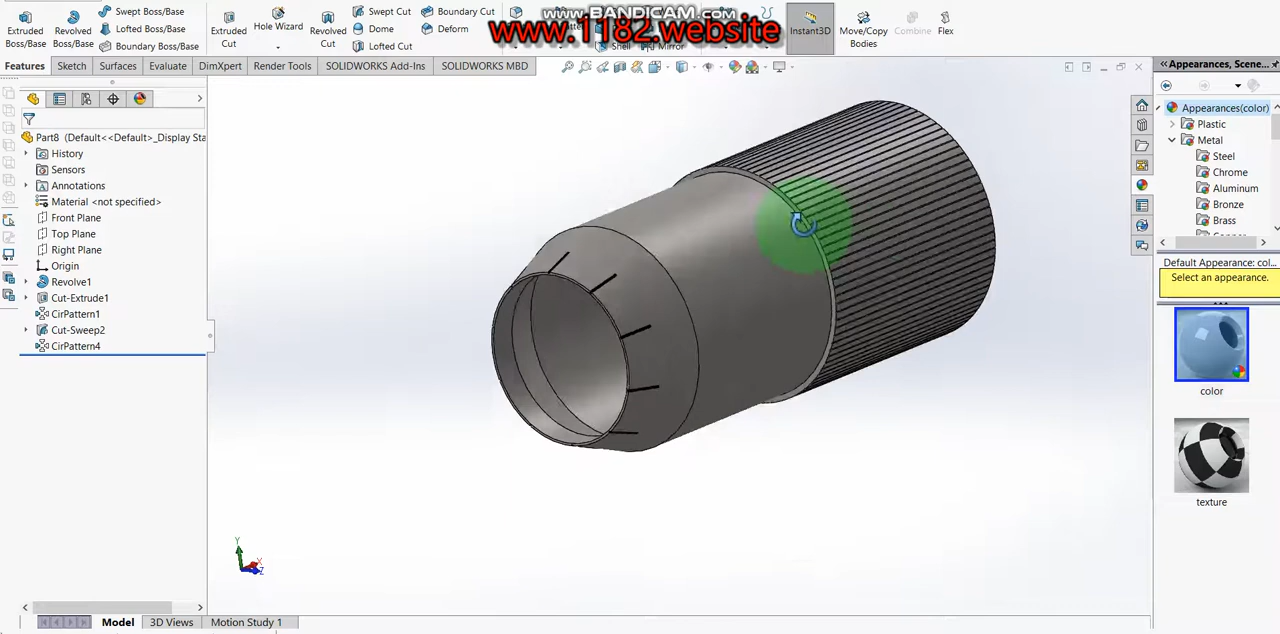 www.BANDICAM.com
www.1182.website
Extruded Boss/Base
Revolved Boss/Base
Swept Boss/Base
Lofted Boss/Base
Boundary Boss/Base
Extruded Cut
Hole Wizard
Revolved Cut
Swept Cut
Dome
Lofted Cut
Boundary Cut
Deform
Shell
Mirror
Instant3D
Move/Copy Bodies
Combine
Flex
Features
Sketch
Surfaces
Evaluate
DimXpert
Render Tools
SOLIDWORKS Add-Ins
SOLIDWORKS MBD
Part8 (Default<<Default>_Display Sta
History
Sensors
Annotations
Material <not specified>
Front Plane
Top Plane
Right Plane
Origin
Revolve1
Cut-Extrude1
CirPattern1
Cut-Sweep2
CirPattern4
Y
X
Z
Appearances, Scene...
Appearances(color)
Plastic
Metal
Steel
Chrome
Aluminum
Bronze
Brass
Default Appearance: col...
Select an appearance.
color
texture
Model
3D Views
Motion Study 1